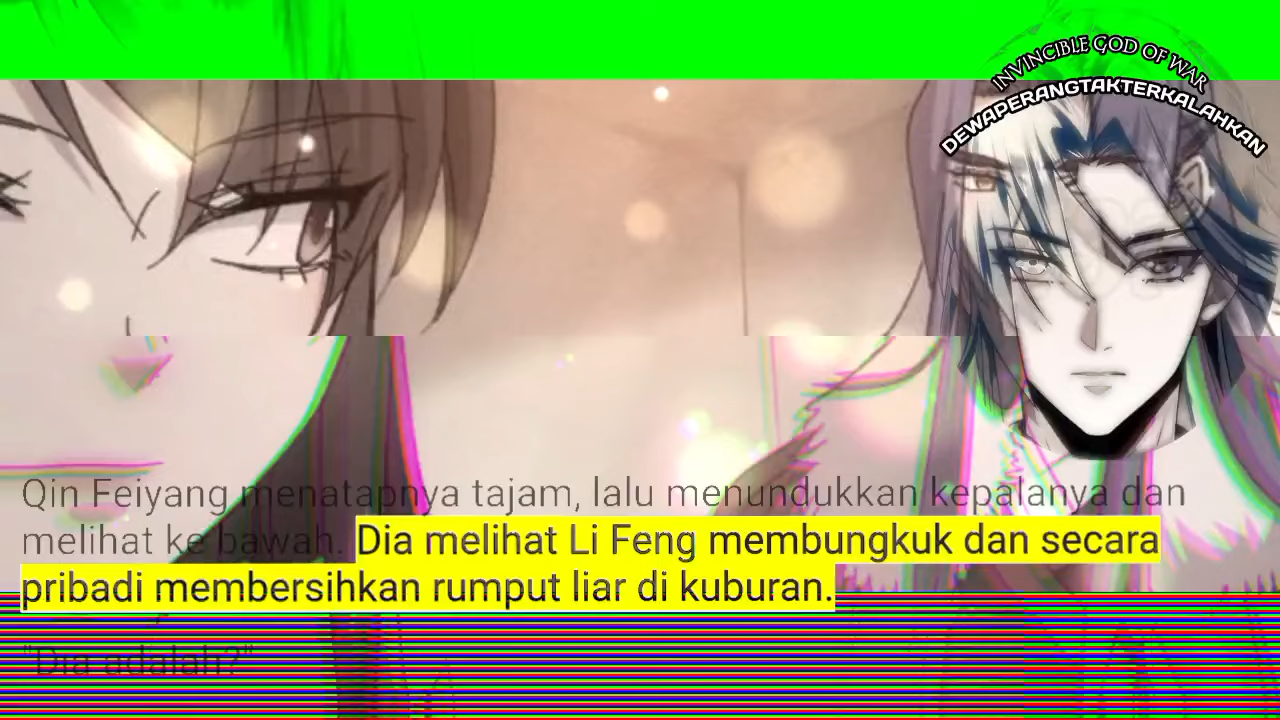 INVINCIBLE GOD OF WAR
DEWAPERANGTAKTERKALAHKAN
Qin Feiyang menatapnya tajam, lalu menundukkan kepalanya dan
melihat ke bawah. Dia melihat Li Feng membungkuk dan secara
pribadi membersihkan rumput liar di kuburan.
"Dia adalah?"